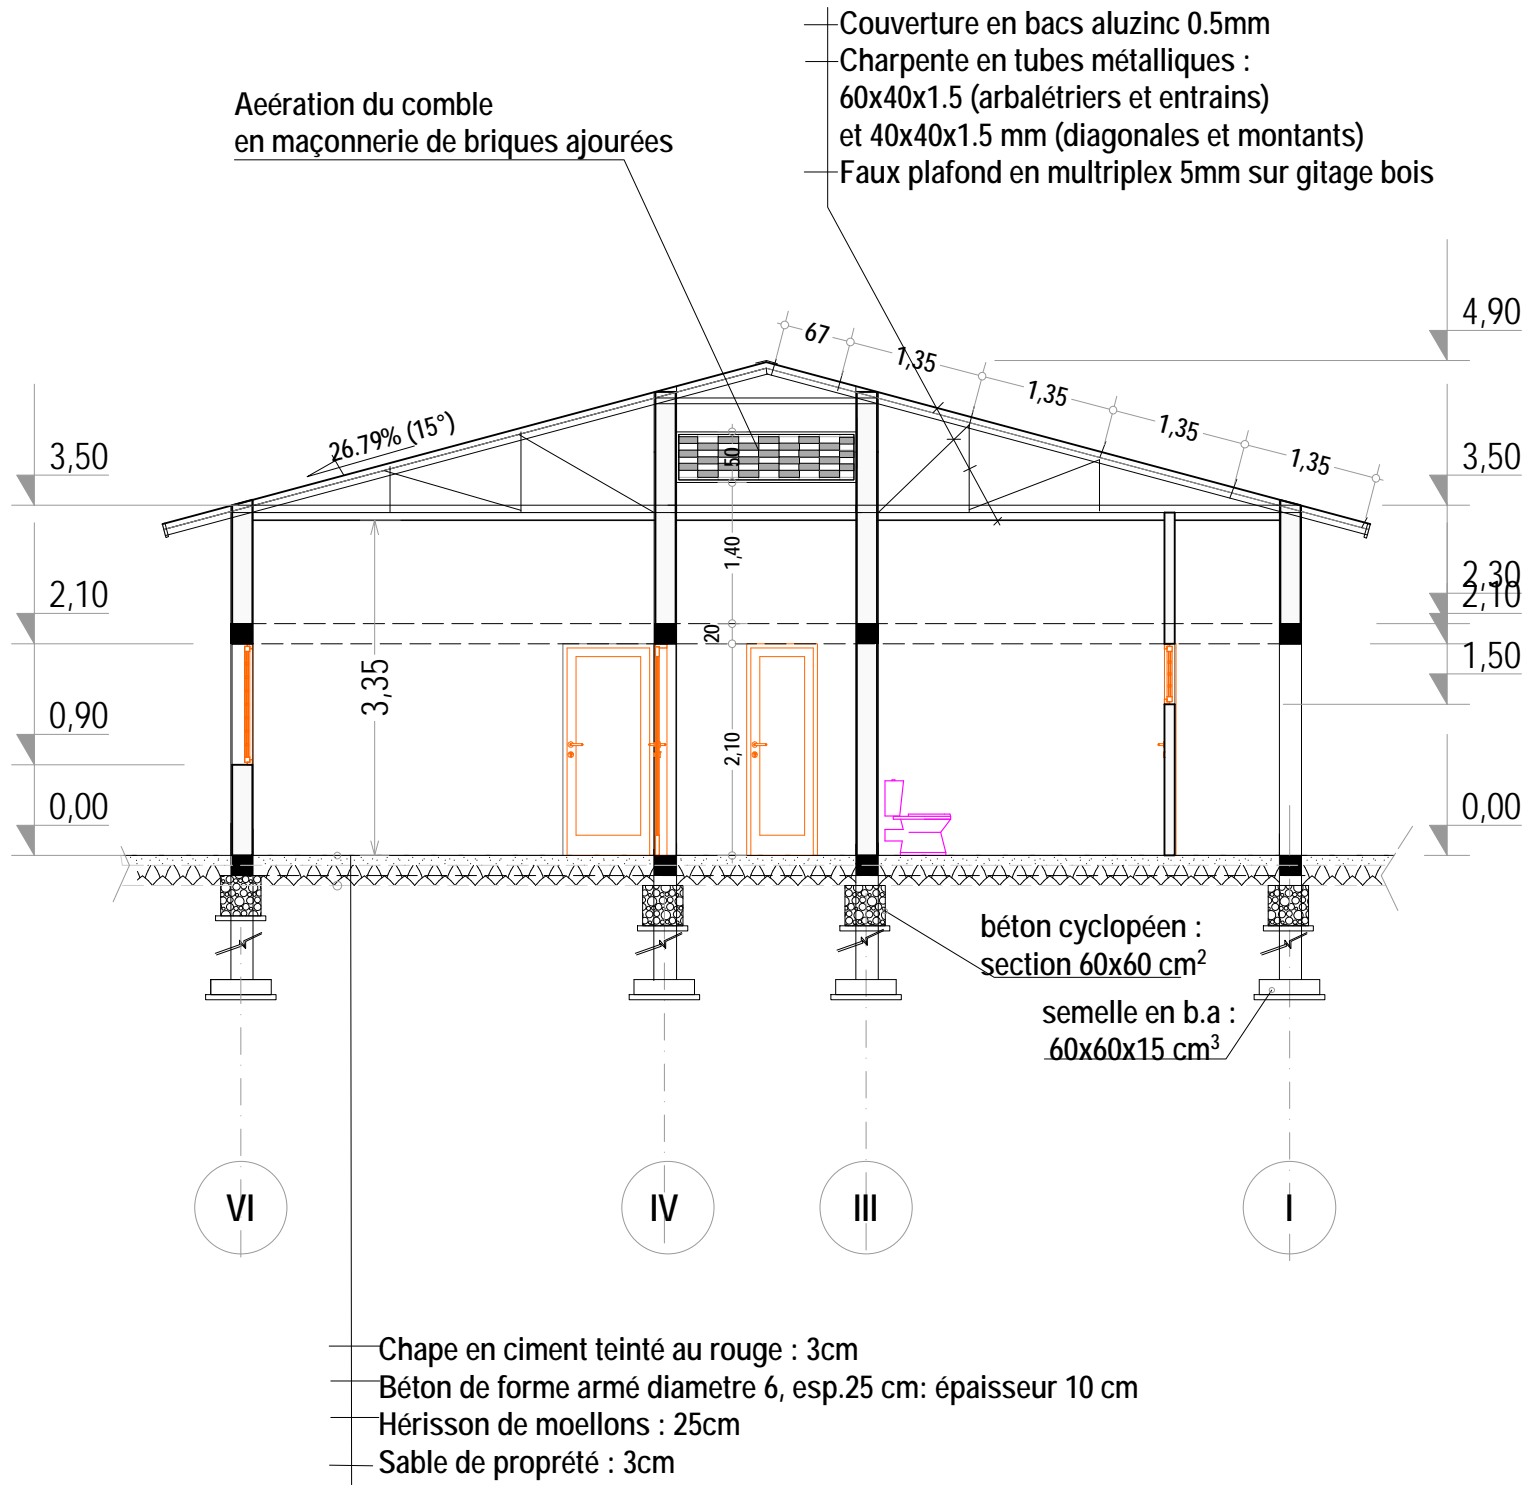 Couverture en bacs aluzinc 0.5mm
Charpente en tubes métalliques :
60x40x1.5 (arbalétriers et entrains)
et 40x40x1.5 mm (diagonales et montants)
Faux plafond en multriplex 5mm sur gitage bois
Aeération du comble
en maçonnerie de briques ajourées
4,90
67
1,35
1,35
1,35
1,35
26.79% (15°)
3,50
3,50
50
1,40
2,30
2,10
2,10
20
1,50
3,35
0,90
2,10
0,00
0,00
béton cyclopéen :
section 60x60 cm²
semelle en b.a :
60x60x15 cm³
VI
IV
III
I
Chape en ciment teinté au rouge : 3cm
Béton de forme armé diametre 6, esp.25 cm: épaisseur 10 cm
Hérisson de moellons : 25cm
Sable de proprété : 3cm